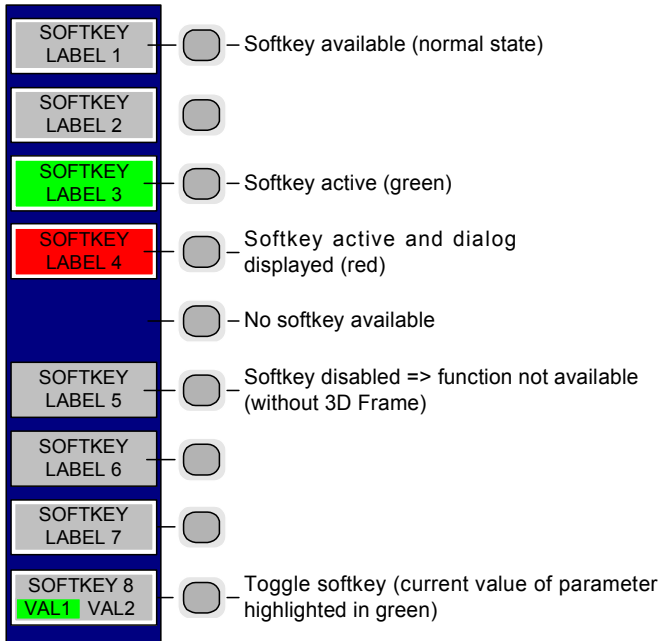 SOFTKEY
LABEL 1
Softkey available (normal state)
SOFTKEY
LABEL 2
SOFTKEY
LABEL 3
Softkey active (green)
SOFTKEY
LABEL 4
Softkey active and dialog
displayed (red)
No softkey available
SOFTKEY
LABEL 5
Softkey disabled => function not available
(without 3D Frame)
SOFTKEY
LABEL 6
SOFTKEY
LABEL 7
SOFTKEY 8
VAL1 VAL2
Toggle softkey (current value of parameter
highlighted in green)